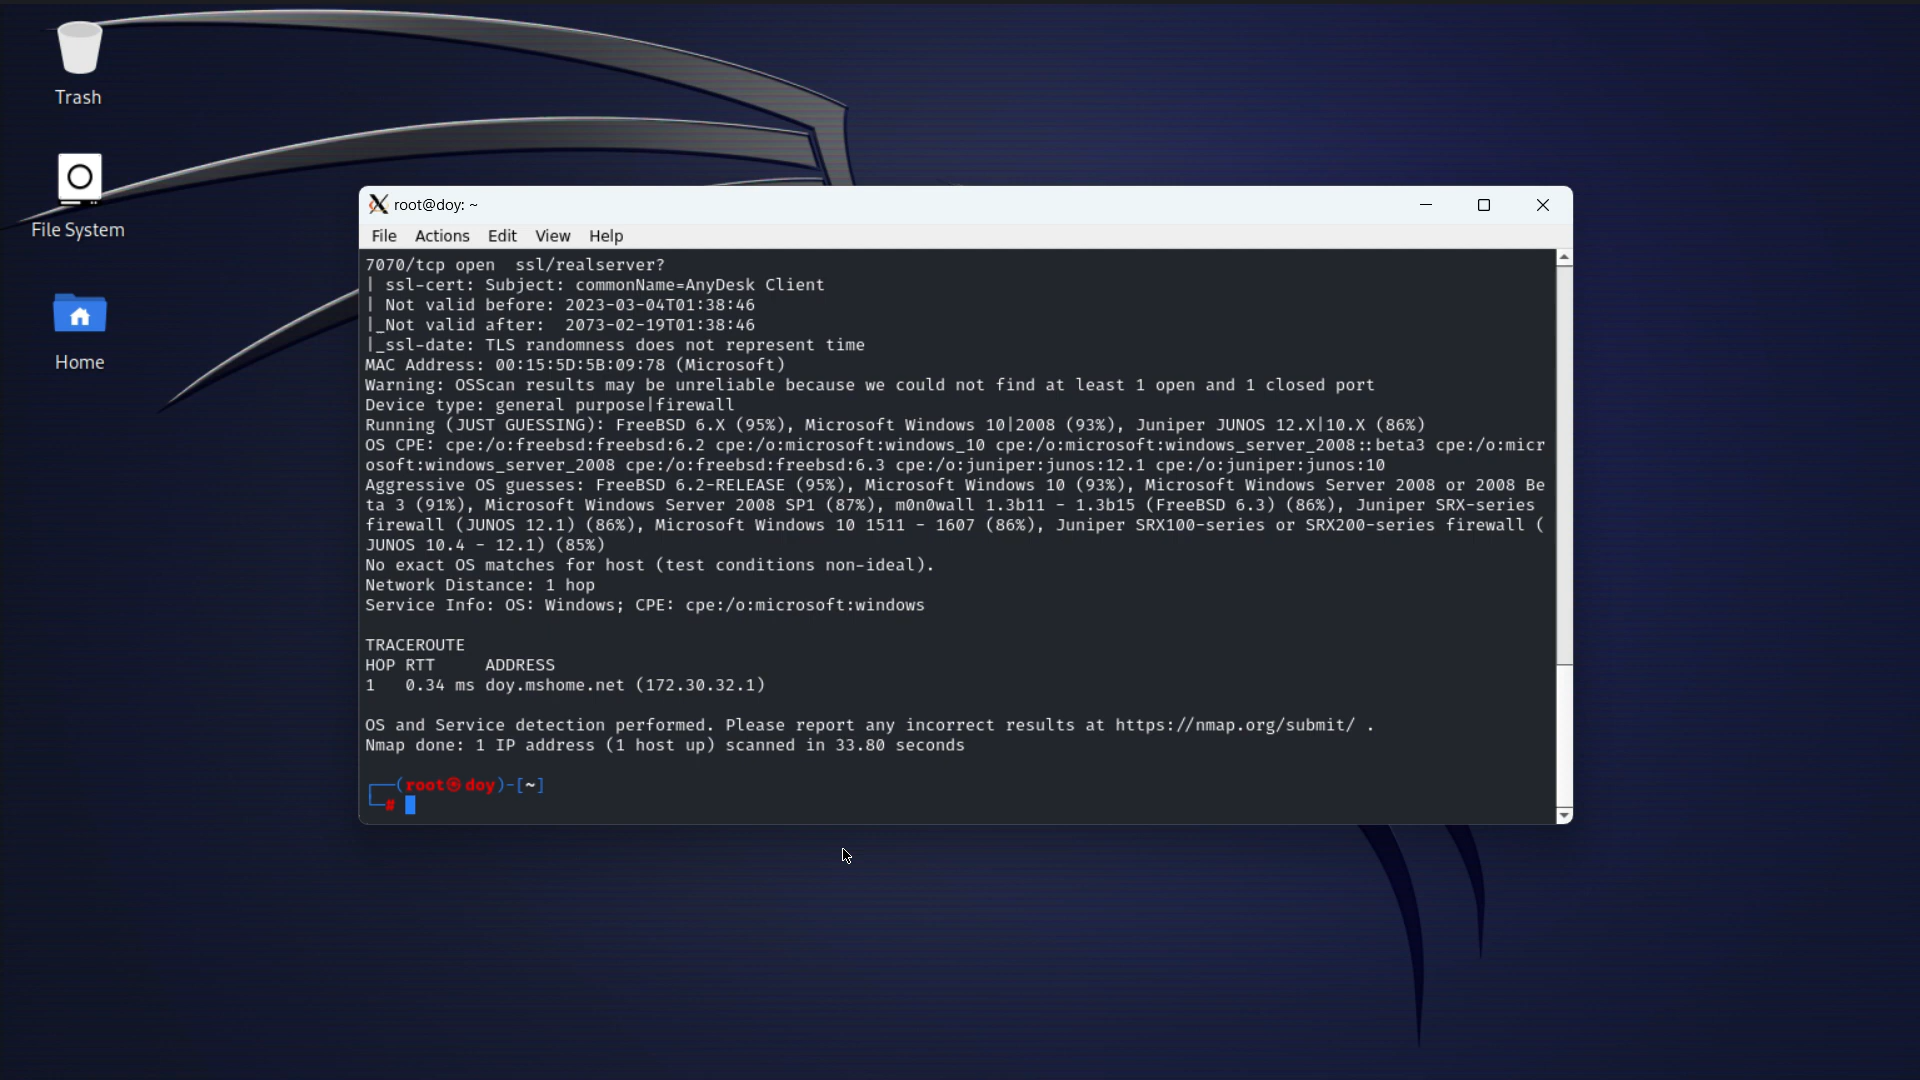 Trash
File System
Home
root@doy: ~
File Actions Edit View Help
7070/tcp open  ssl/realserver?
| ssl-cert: Subject: commonName=AnyDesk Client
| Not valid before: 2023-03-04T01:38:46
|_Not valid after:  2073-02-19T01:38:46
|_ssl-date: TLS randomness does not represent time
MAC Address: 00:15:5D:5B:09:78 (Microsoft)
Warning: OSScan results may be unreliable because we could not find at least 1 open and 1 closed port
Device type: general purpose|firewall
Running (JUST GUESSING): FreeBSD 6.X (95%), Microsoft Windows 10|2008 (93%), Juniper JUNOS 12.X|10.X (86%)
OS CPE: cpe:/o:freebsd:freebsd:6.2 cpe:/o:microsoft:windows_10 cpe:/o:microsoft:windows_server_2008::beta3 cpe:/o:micr
osoft:windows_server_2008 cpe:/o:freebsd:freebsd:6.3 cpe:/o:juniper:junos:12.1 cpe:/o:juniper:junos:10
Aggressive OS guesses: FreeBSD 6.2-RELEASE (95%), Microsoft Windows 10 (93%), Microsoft Windows Server 2008 or 2008 Be
ta 3 (91%), Microsoft Windows Server 2008 SP1 (87%), m0n0wall 1.3b11 - 1.3b15 (FreeBSD 6.3) (86%), Juniper SRX-series
firewall (JUNOS 12.1) (86%), Microsoft Windows 10 1511 - 1607 (86%), Juniper SRX100-series or SRX200-series firewall (
JUNOS 10.4 - 12.1) (85%)
No exact OS matches for host (test conditions non-ideal).
Network Distance: 1 hop
Service Info: OS: Windows; CPE: cpe:/o:microsoft:windows
TRACEROUTE
HOP RTT     ADDRESS
1   0.34 ms doy.mshome.net (172.30.32.1)
OS and Service detection performed. Please report any incorrect results at https://nmap.org/submit/ .
Nmap done: 1 IP address (1 host up) scanned in 33.80 seconds
┌──(root㉿doy)-[~]
└─#